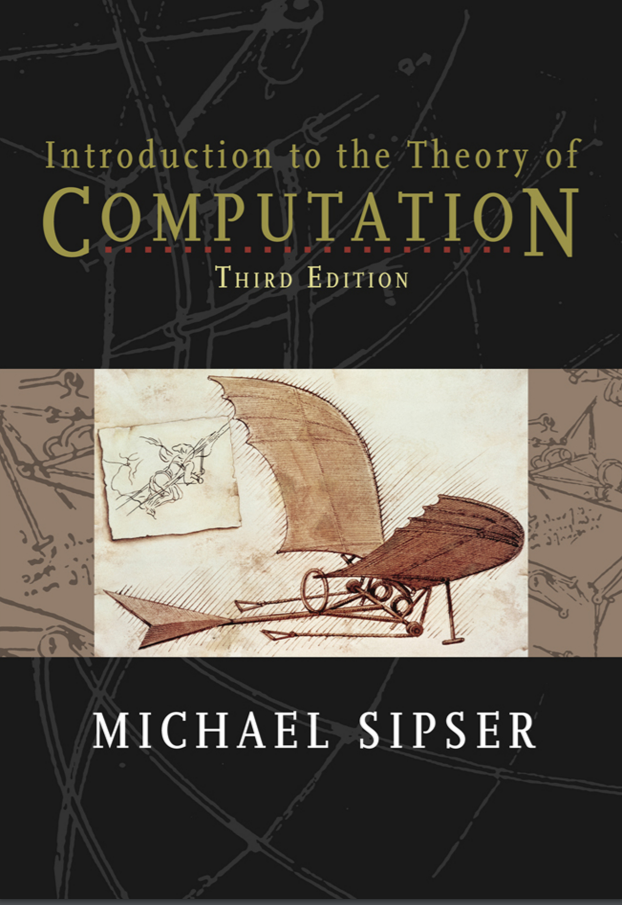 Introduction to the Theory of
COMPUTATION
THIRD EDITION
MICHAEL SIPSER